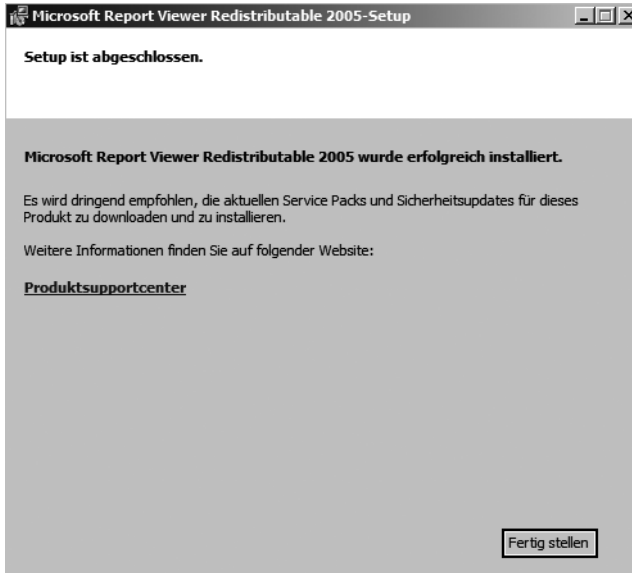 Microsoft Report Viewer Redistributable 2005-Setup
Setup ist abgeschlossen.
Microsoft Report Viewer Redistributable 2005 wurde erfolgreich installiert.
Es wird dringend empfohlen, die aktuellen Service Packs und Sicherheitsupdates für dieses
Produkt zu downloaden und zu installieren.
Weitere Informationen finden Sie auf folgender Website:
Produktsupportcenter
Fertig stellen